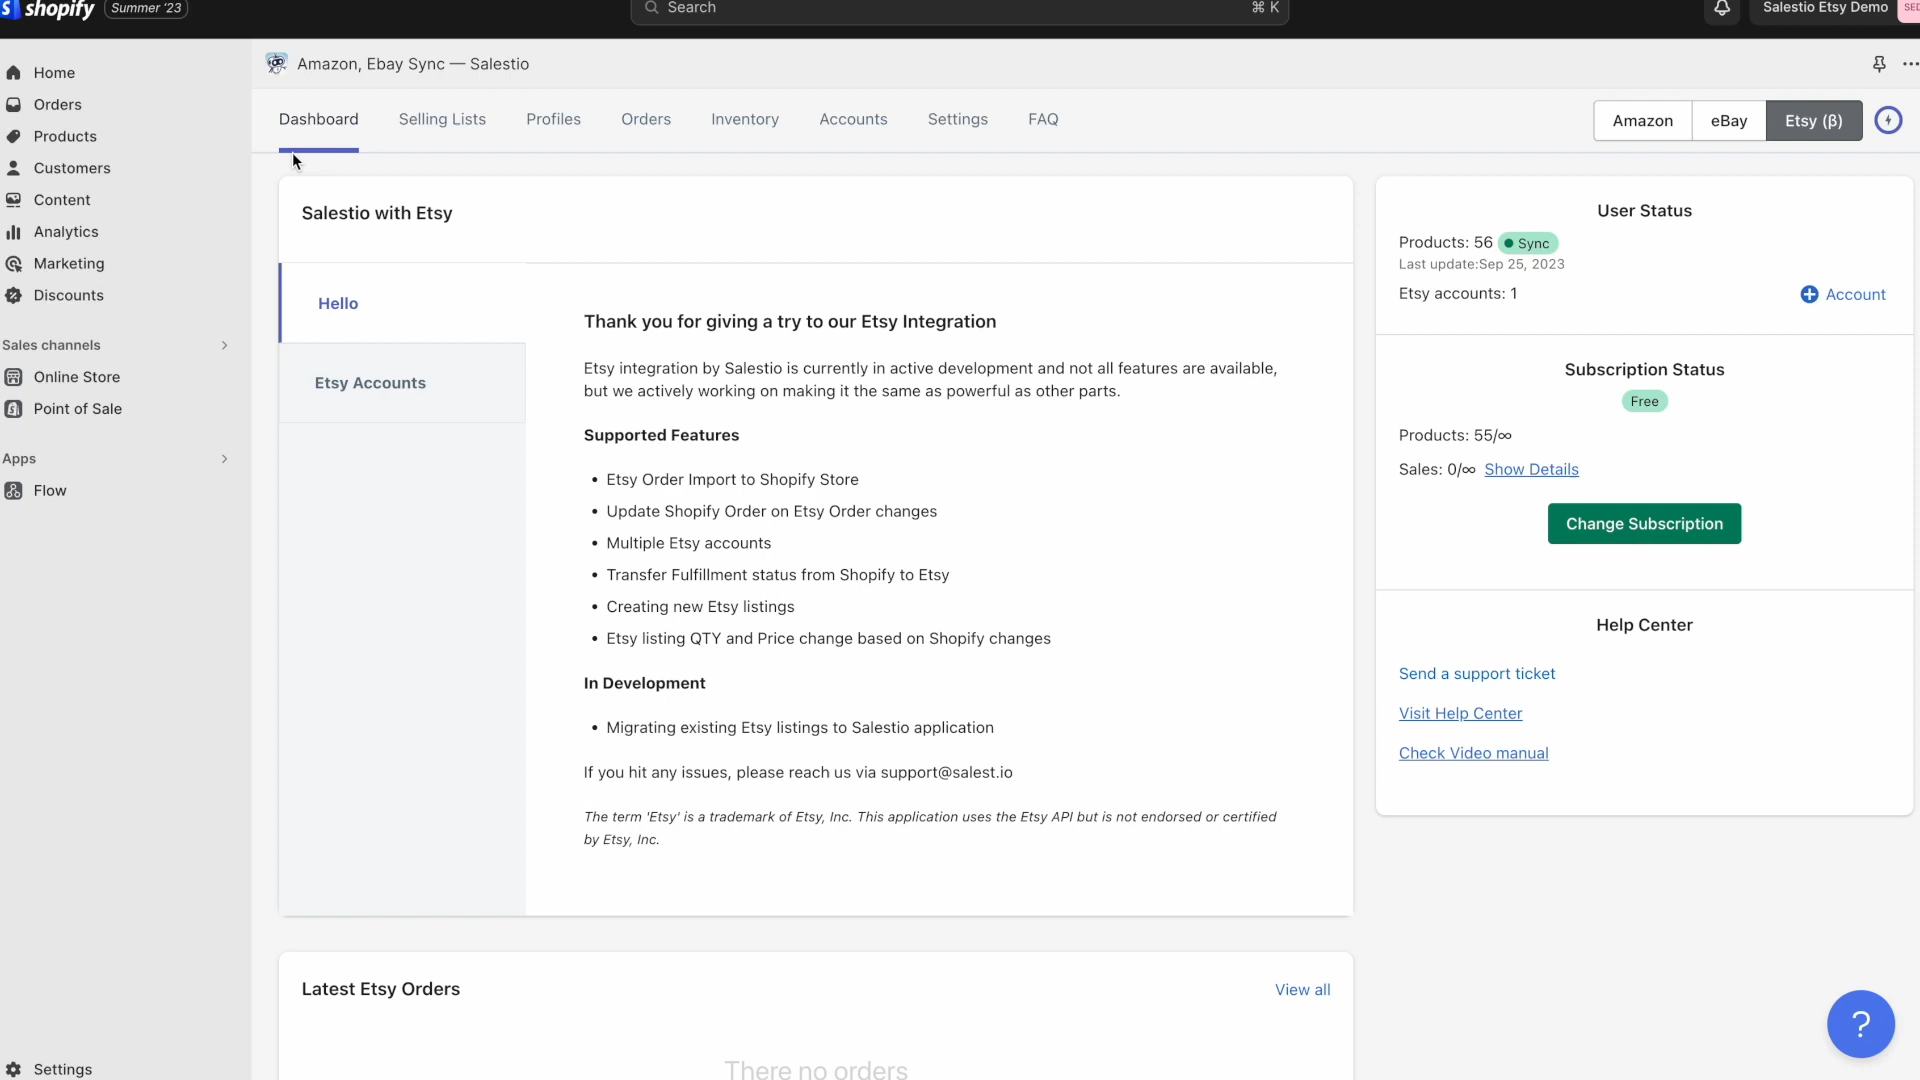 shopify
Summer '23
Search
⌘ K
Salestio Etsy Demo
SED
Home
Orders
Products
Customers
Content
Analytics
Marketing
Discounts
Sales channels
Online Store
Point of Sale
Apps
Flow
Settings
Amazon, Ebay Sync — Salestio
Dashboard
Selling Lists
Profiles
Orders
Inventory
Accounts
Settings
FAQ
Amazon
eBay
Etsy (β)
Salestio with Etsy
Hello
Etsy Accounts
Thank you for giving a try to our Etsy Integration
Etsy integration by Salestio is currently in active development and not all features are available,
but we actively working on making it the same as powerful as other parts.
Supported Features
• Etsy Order Import to Shopify Store
• Update Shopify Order on Etsy Order changes
• Multiple Etsy accounts
• Transfer Fulfillment status from Shopify to Etsy
• Creating new Etsy listings
• Etsy listing QTY and Price change based on Shopify changes
In Development
• Migrating existing Etsy listings to Salestio application
If you hit any issues, please reach us via support@salest.io
The term 'Etsy' is a trademark of Etsy, Inc. This application uses the Etsy API but is not endorsed or certified
by Etsy, Inc.
Latest Etsy Orders
View all
There no orders
User Status
Products: 56 Sync
Last update:Sep 25, 2023
Etsy accounts: 1
Account
Subscription Status
Free
Products: 55/∞
Sales: 0/∞ Show Details
Change Subscription
Help Center
Send a support ticket
Visit Help Center
Check Video manual
?